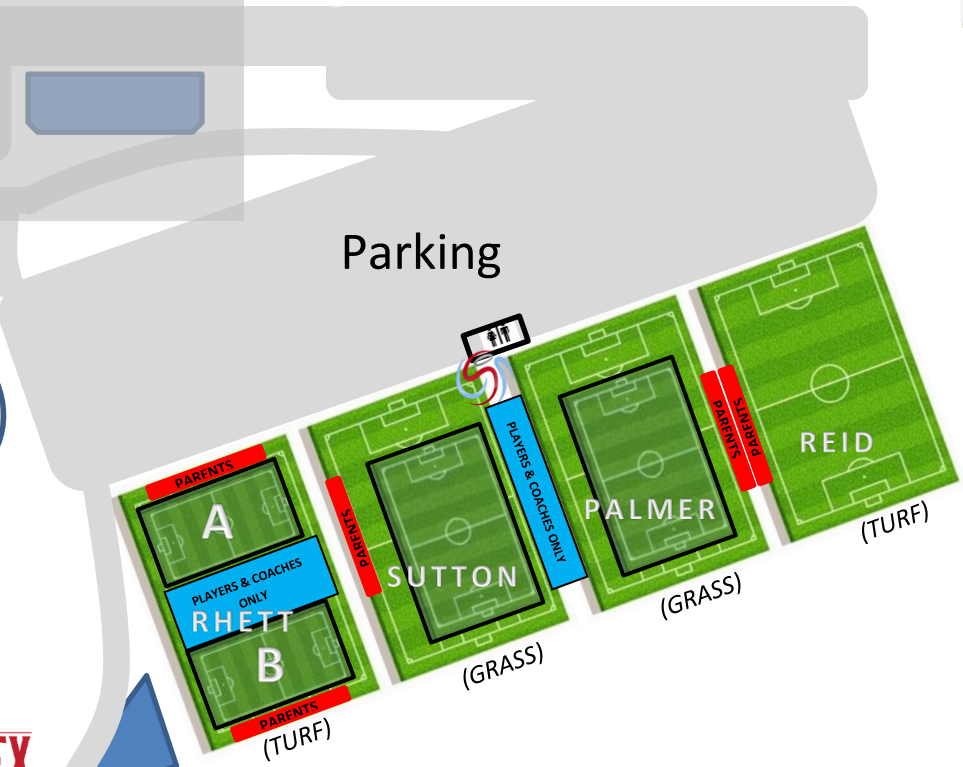 Parking
PARENTS
A
PLAYERS & COACHES
ONLY
RHETT
B
PARENTS
(TURF)
PARENTS
SUTTON
(GRASS)
PLAYERS & COACHES ONLY
PALMER
(GRASS)
PARENTS
PARENTS
REID
(TURF)